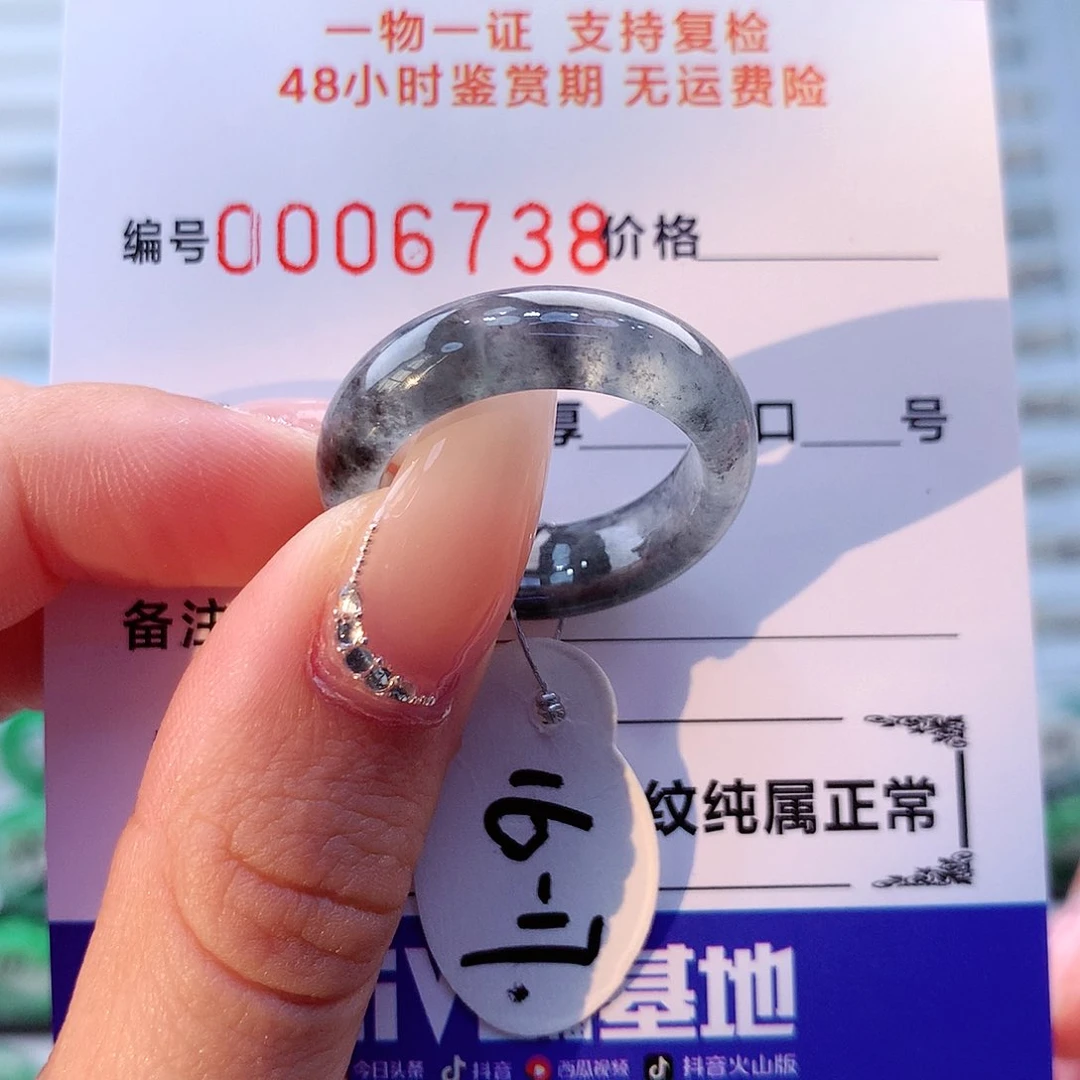 一物一证 支持复检
48小时鉴赏期 无运费险
编号0006738价格
厚 口 号
备注
纹纯属正常
基地
今日头条 抖音 西瓜视频 抖音火山版